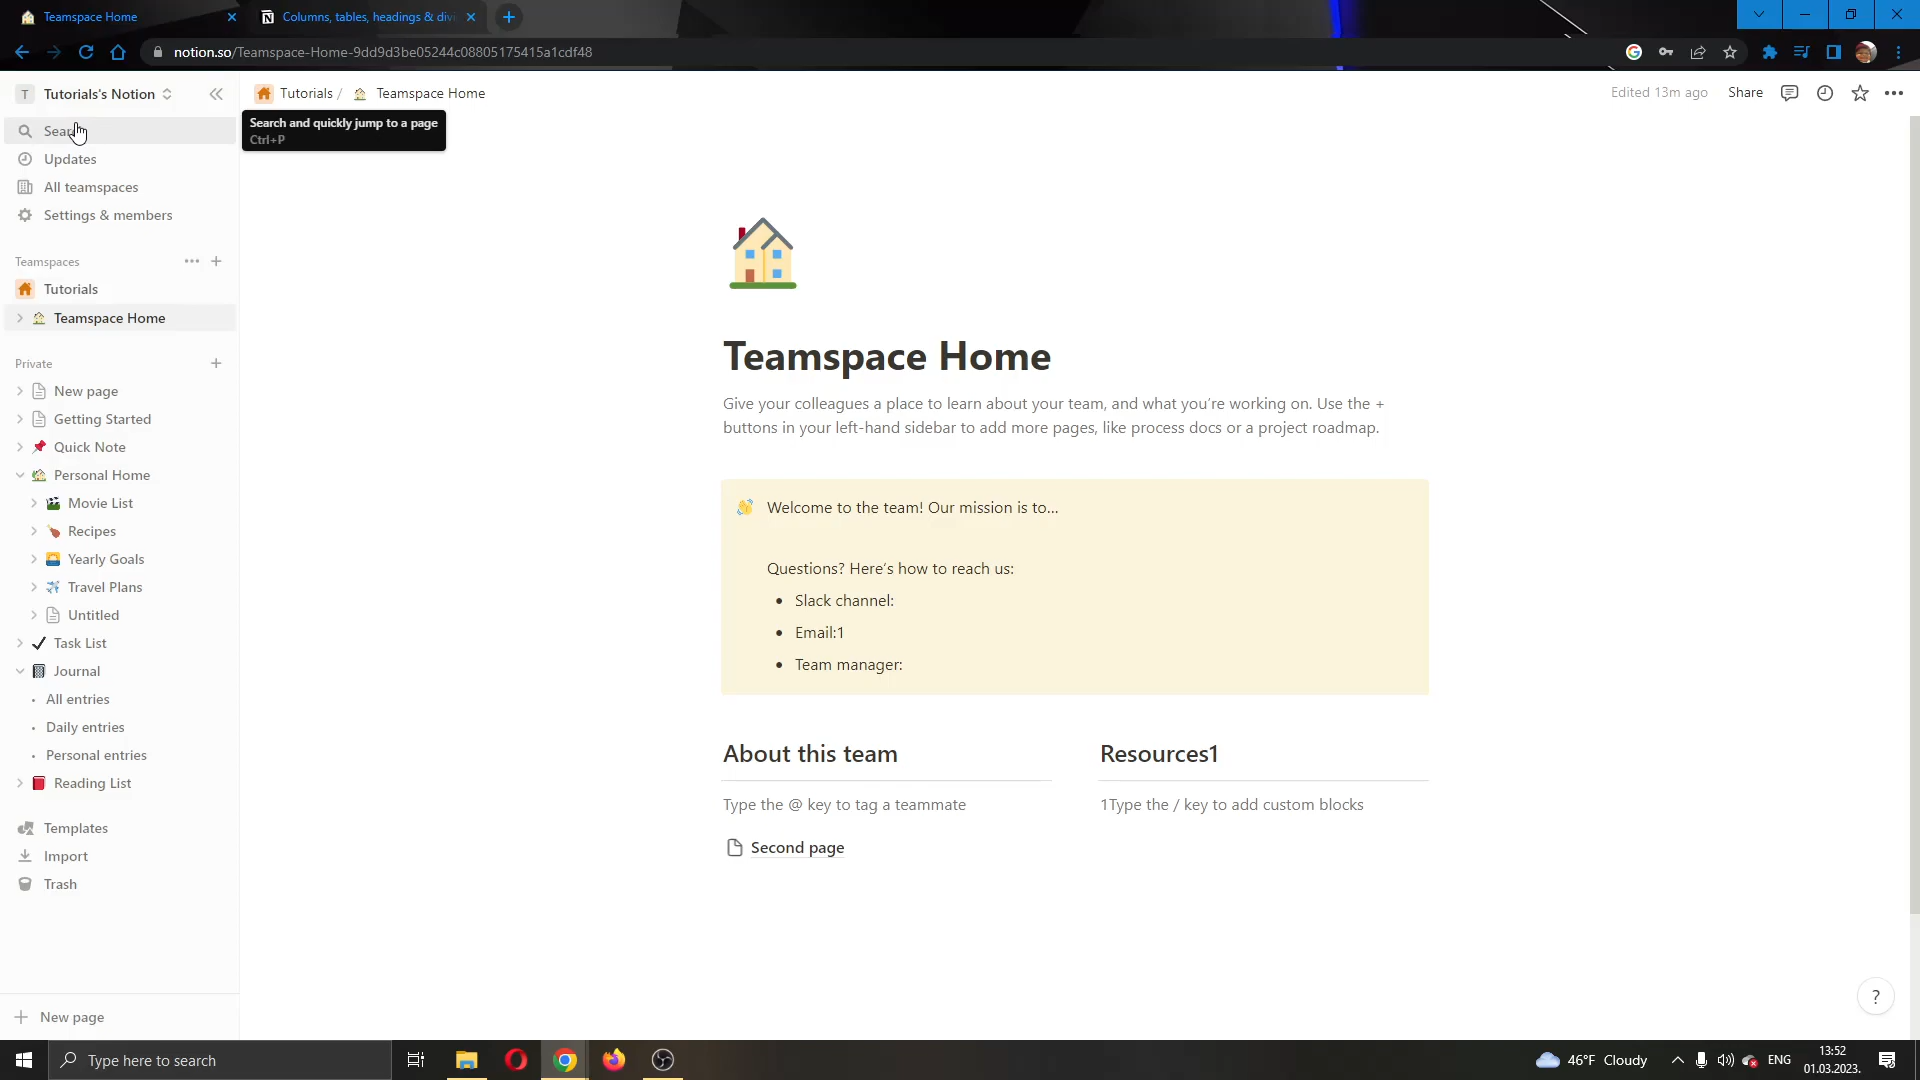 Teamspace Home
Columns, tables, headings & div
notion.so/Teamspace-Home-9dd9d3be05244c08805175415a1cdf48
T Tutorials's Notion
Tutorials / Teamspace Home
Edited 13m ago Share
Search and quickly jump to a page
Ctrl+P
Updates
All teamspaces
Settings & members
Teamspaces
Tutorials
Teamspace Home
Private
New page
Getting Started
Quick Note
Personal Home
Movie List
Recipes
Yearly Goals
Travel Plans
Untitled
Task List
Journal
All entries
Daily entries
Personal entries
Reading List
Templates
Import
Trash
New page
Teamspace Home
Give your colleagues a place to learn about your team, and what you're working on. Use the +
buttons in your left-hand sidebar to add more pages, like process docs or a project roadmap.
Welcome to the team! Our mission is to...
Questions? Here's how to reach us:
• Slack channel:
• Email:1
• Team manager:
About this team
Type the @ key to tag a teammate
Second page
Resources1
1Type the / key to add custom blocks
?
Type here to search
46°F Cloudy
ENG
13:52
01.03.2023.